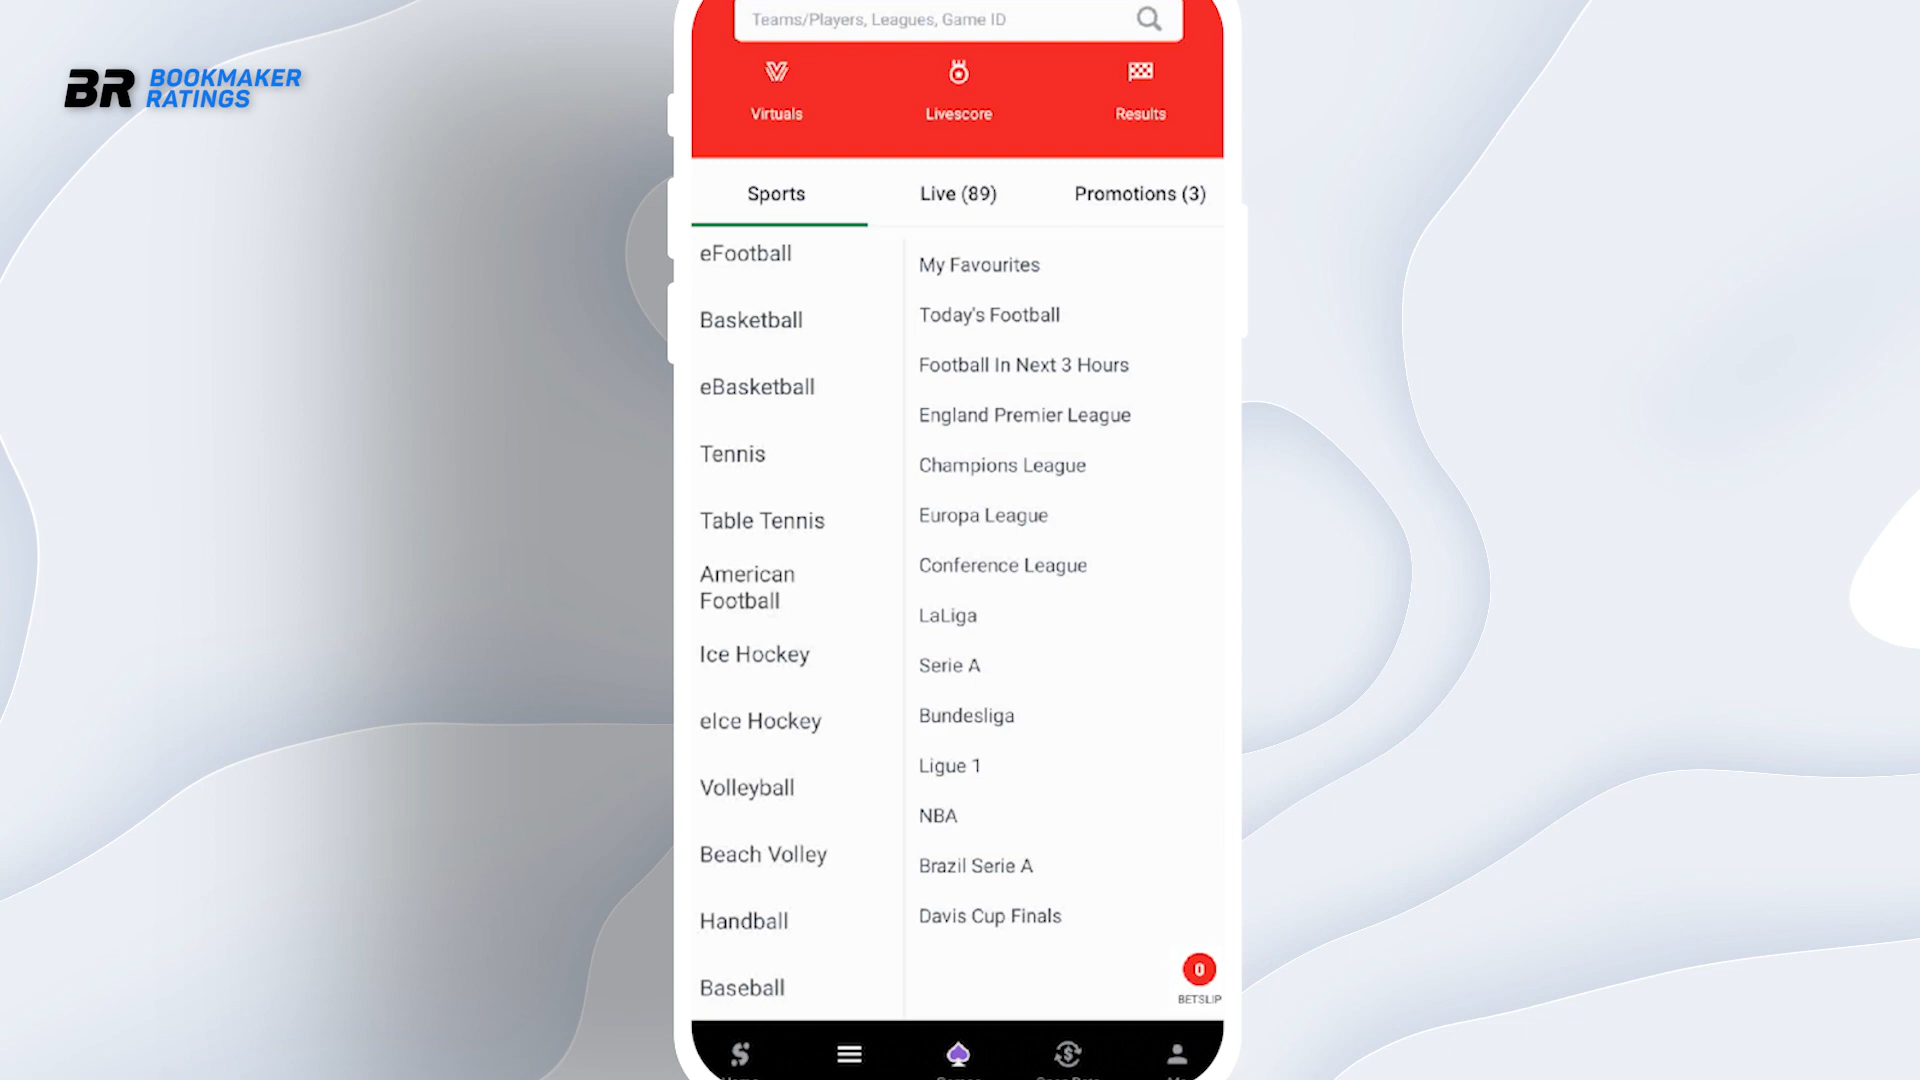 BR BOOKMAKER
RATINGS
Teams/Players, Leagues, Game ID
Virtuals
Livescore
Results
Sports
Live (89)
Promotions (3)
eFootball
Basketball
eBasketball
Tennis
Table Tennis
American
Football
Ice Hockey
eIce Hockey
Volleyball
Beach Volley
Handball
Baseball
My Favourites
Today's Football
Football In Next 3 Hours
England Premier League
Champions League
Europa League
Conference League
LaLiga
Serie A
Bundesliga
Ligue 1
NBA
Brazil Serie A
Davis Cup Finals
0
BETSLIP